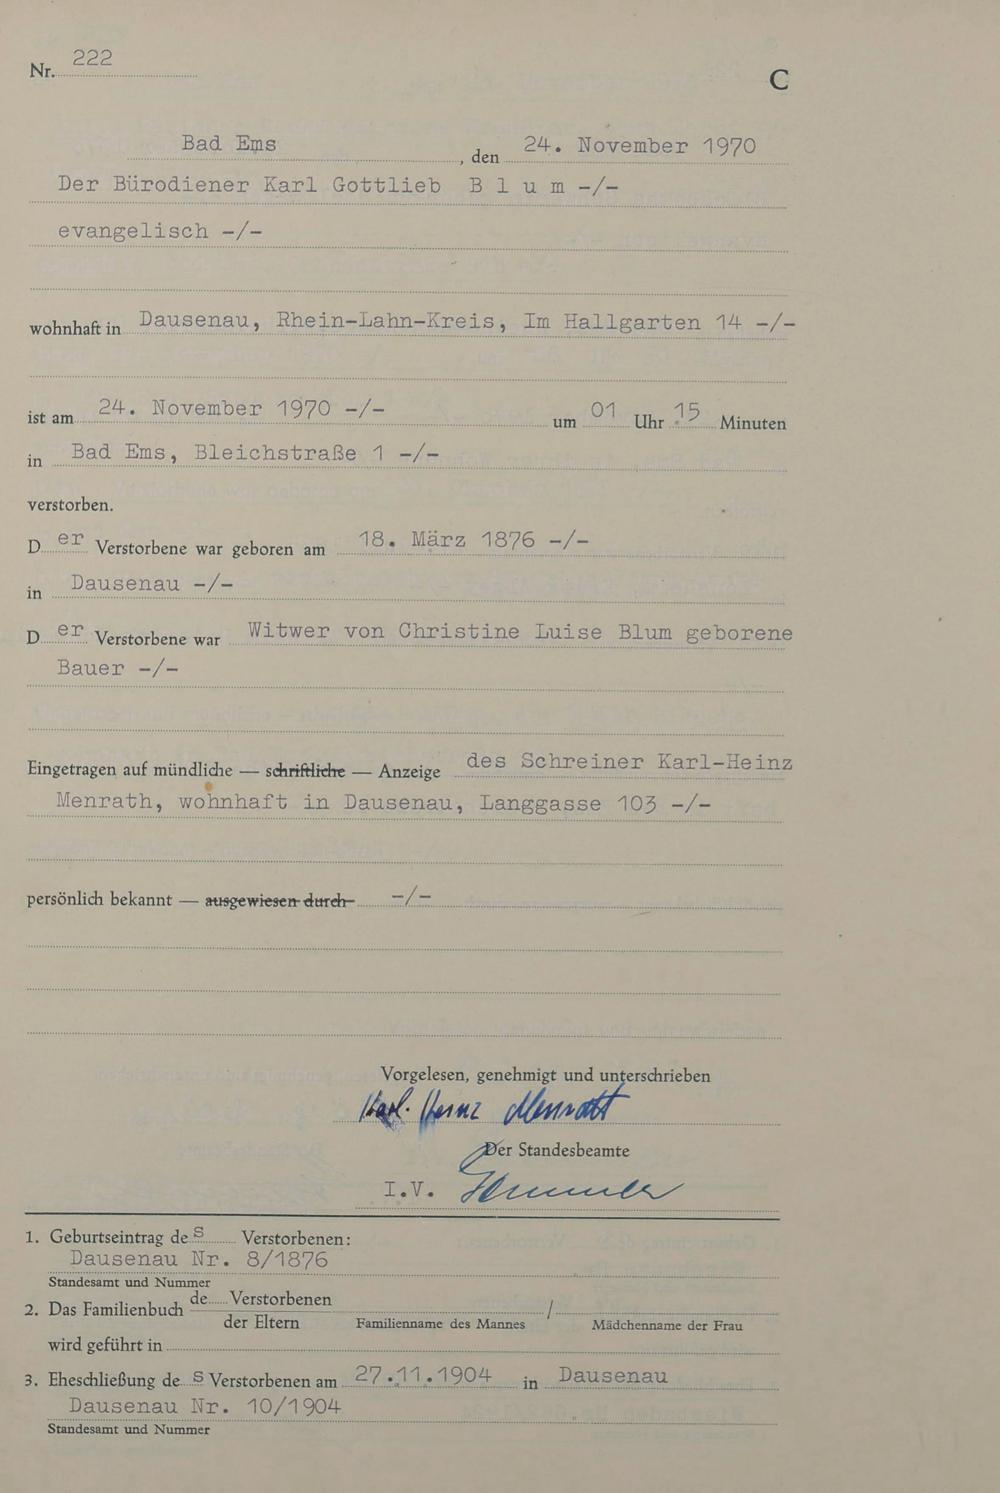 Nr. 222
C
Bad Ems, den 24. November 1970
Der Bürodiener Karl Gottlieb B l u m -/-
evangelisch -/-
wohnhaft in Dausenau, Rhein-Lahn-Kreis, Im Hallgarten 14 -/-
ist am 24. November 1970 -/- um 01 Uhr 15 Minuten
in Bad Ems, Bleichstraße 1 -/-
verstorben.
D er Verstorbene war geboren am 18. März 1876 -/-
in Dausenau -/-
D er Verstorbene war Witwer von Christine Luise Blum geborene
Bauer -/-
Eingetragen auf mündliche — schriftliche — Anzeige des Schreiner Karl-Heinz
Menrath, wohnhaft in Dausenau, Langgasse 103 -/-
persönlich bekannt — ausgewiesen durch -/-
Vorgelesen, genehmigt und unterschrieben
Karl-Heinz Menrath
Der Standesbeamte
I.V.
1. Geburtseintrag des Verstorbenen:
Dausenau Nr. 8/1876
Standesamt und Nummer
2. Das Familienbuch de Verstorbenen /
der Eltern Familienname des Mannes Mädchenname der Frau
wird geführt in
3. Eheschließung des Verstorbenen am 27.11.1904 in Dausenau
Dausenau Nr. 10/1904
Standesamt und Nummer